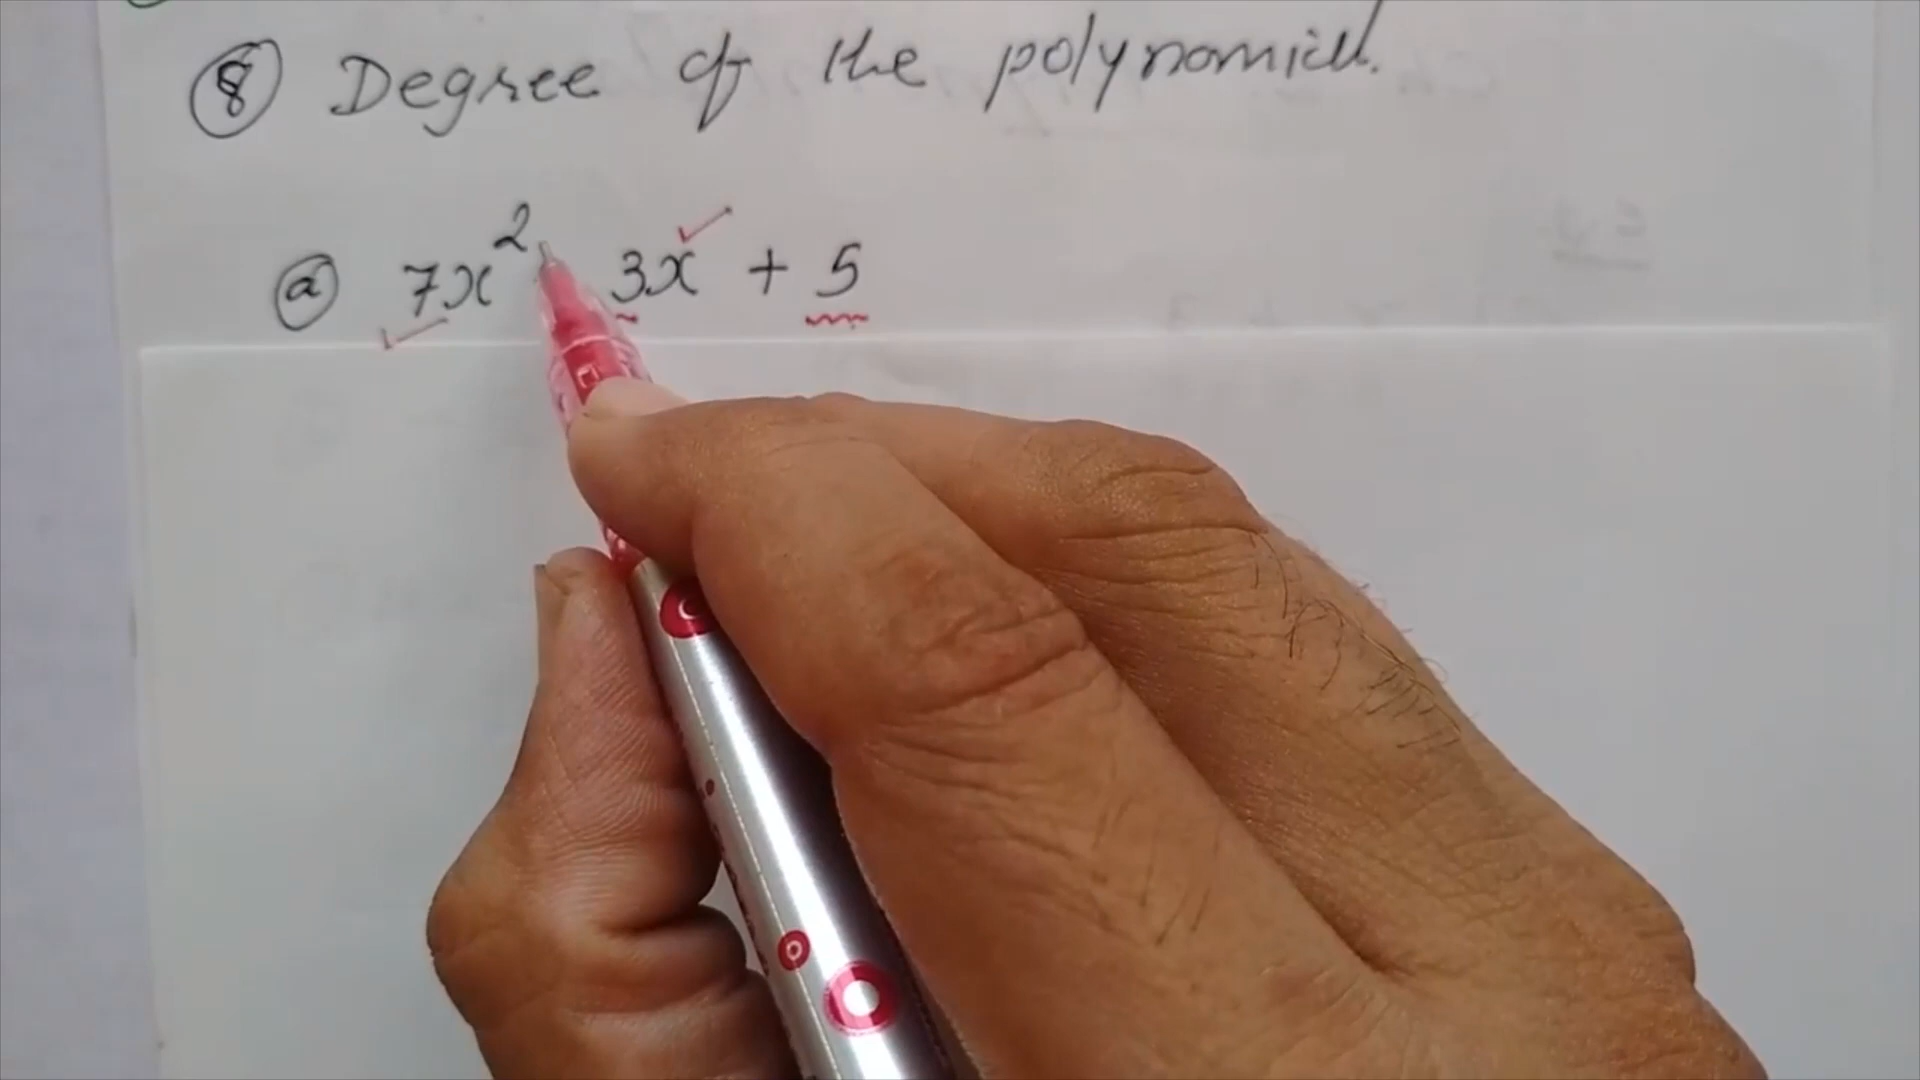 ⑧ Degree of the polynomial.
ⓐ 7x² 3x + 5